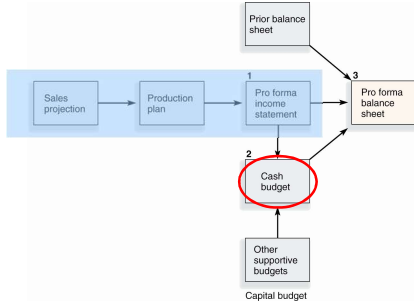 Prior balance
sheet
1
3
Sales
projection
Production
plan
Pro forma
income
statement
Pro forma
balance
sheet
2
Cash
budget
Other
supportive
budgets
Capital budget